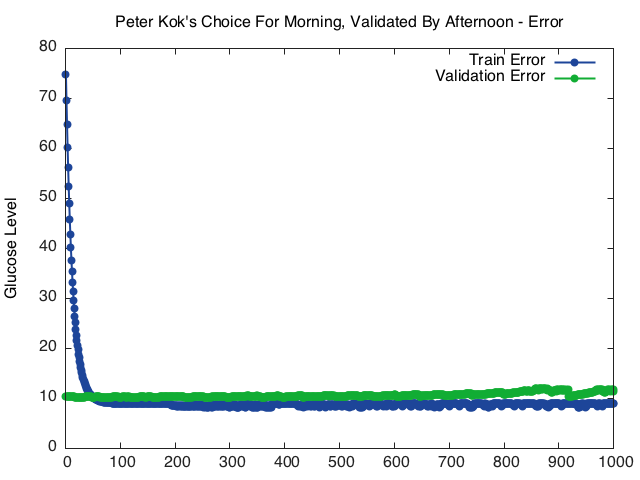 Peter Kok's Choice For Morning, Validated By Afternoon - Error
Train Error
Validation Error
Glucose Level
80
70
60
50
40
30
20
10
0
0 100 200 300 400 500 600 700 800 900 1000